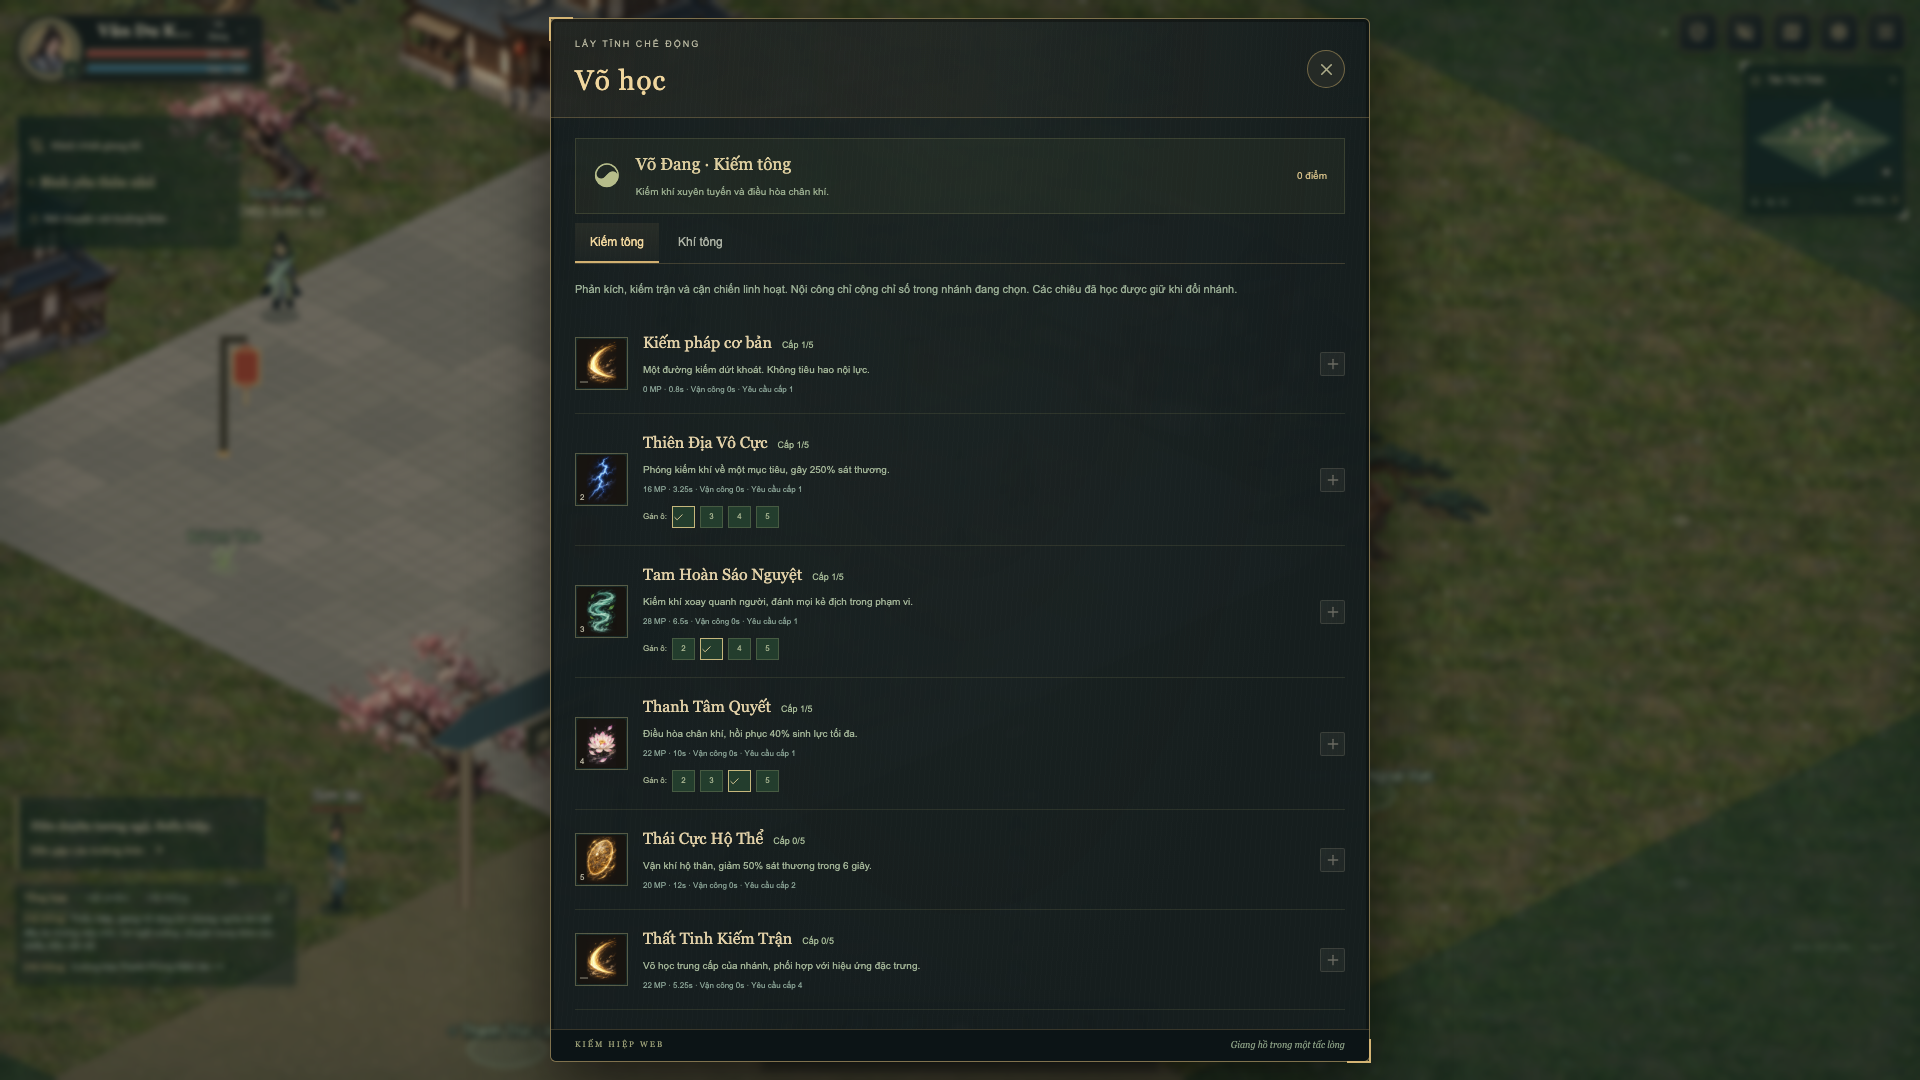 LẤY TĨNH CHẾ ĐỘNG
Võ học
Võ Đang · Kiếm tông
Kiếm khí xuyên tuyến và điều hòa chân khí.
0 điểm
Kiếm tông
Khí tông
Phản kích, kiếm trận và cận chiến linh hoạt. Nội công chỉ cộng chỉ số trong nhánh đang chọn. Các chiêu đã học được giữ khi đổi nhánh.
Kiếm pháp cơ bản Cấp 1/5
Một đường kiếm dứt khoát. Không tiêu hao nội lực.
0 MP · 0.8s · Vận công 0s · Yêu cầu cấp 1
Thiên Địa Vô Cực Cấp 1/5
Phóng kiếm khí về một mục tiêu, gây 250% sát thương.
2
16 MP · 3.25s · Vận công 0s · Yêu cầu cấp 1
Gán ô: ✓ 3 4 5
Tam Hoàn Sáo Nguyệt Cấp 1/5
Kiếm khí xoay quanh người, đánh mọi kẻ địch trong phạm vi.
3
28 MP · 6.5s · Vận công 0s · Yêu cầu cấp 1
Gán ô: 2 ✓ 4 5
Thanh Tâm Quyết Cấp 1/5
Điều hòa chân khí, hồi phục 40% sinh lực tối đa.
4
22 MP · 10s · Vận công 0s · Yêu cầu cấp 1
Gán ô: 2 3 ✓ 5
Thái Cực Hộ Thể Cấp 0/5
Vận khí hộ thân, giảm 50% sát thương trong 6 giây.
5
20 MP · 12s · Vận công 0s · Yêu cầu cấp 2
Thất Tinh Kiếm Trận Cấp 0/5
Võ học trung cấp của nhánh, phối hợp với hiệu ứng đặc trưng.
22 MP · 5.25s · Vận công 0s · Yêu cầu cấp 4
KIẾM HIỆP WEB
Giang hồ trong một tấc lòng